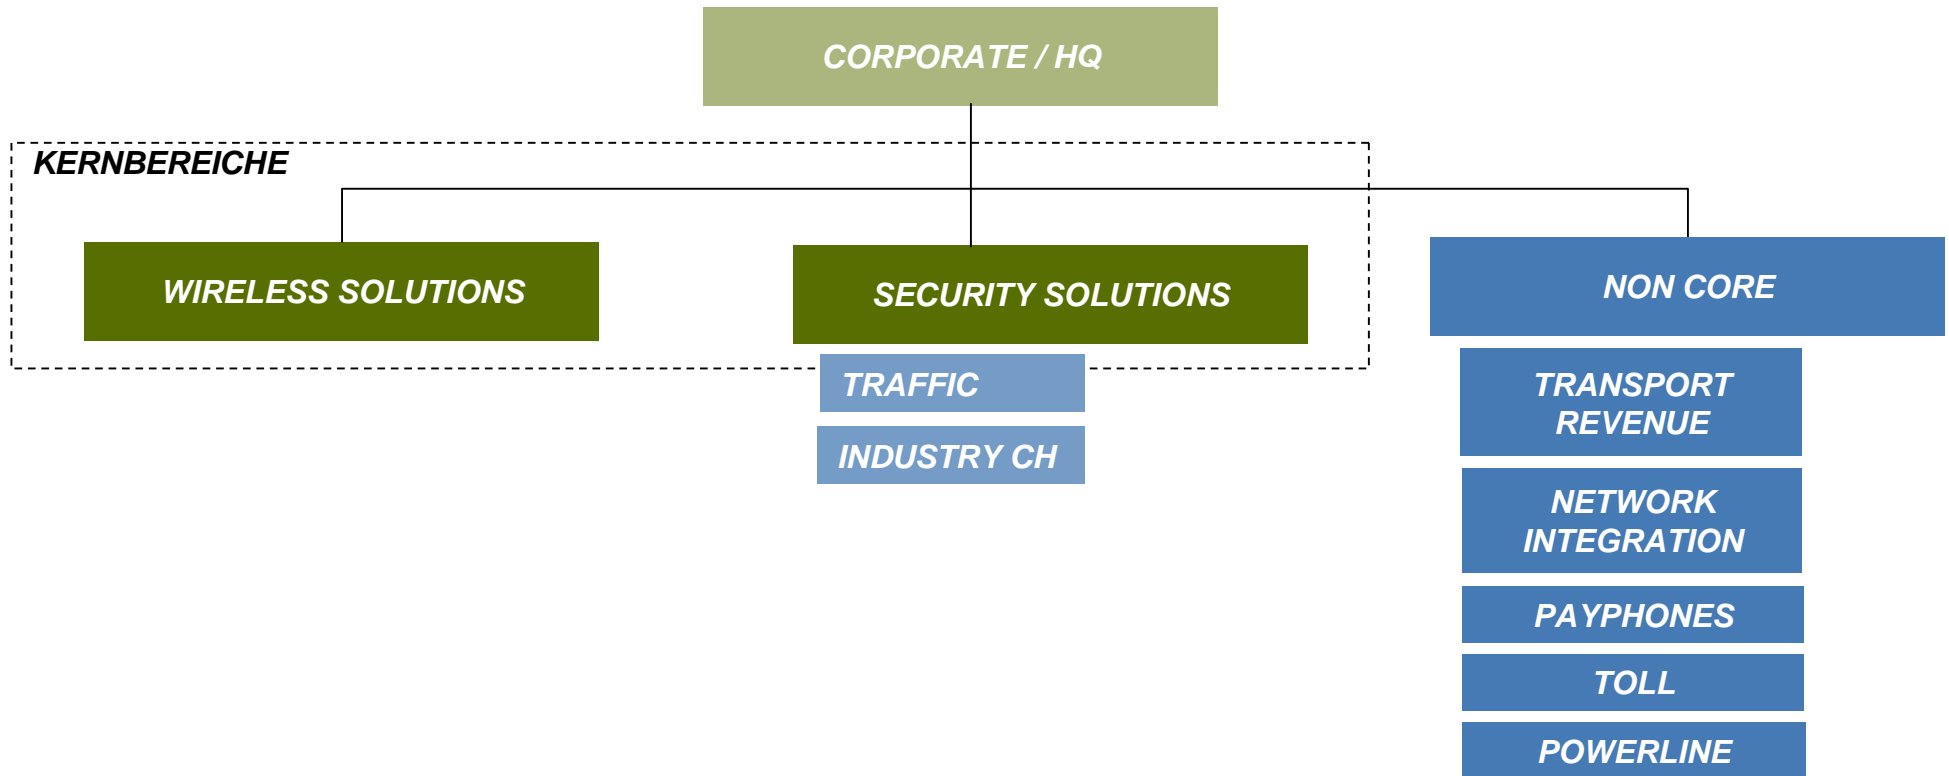 CORPORATE / HQ
KERNBEREICHE
WIRELESS SOLUTIONS
SECURITY SOLUTIONS
NON CORE
TRAFFIC
INDUSTRY CH
TRANSPORT
REVENUE
NETWORK
INTEGRATION
PAYPHONES
TOLL
POWERLINE